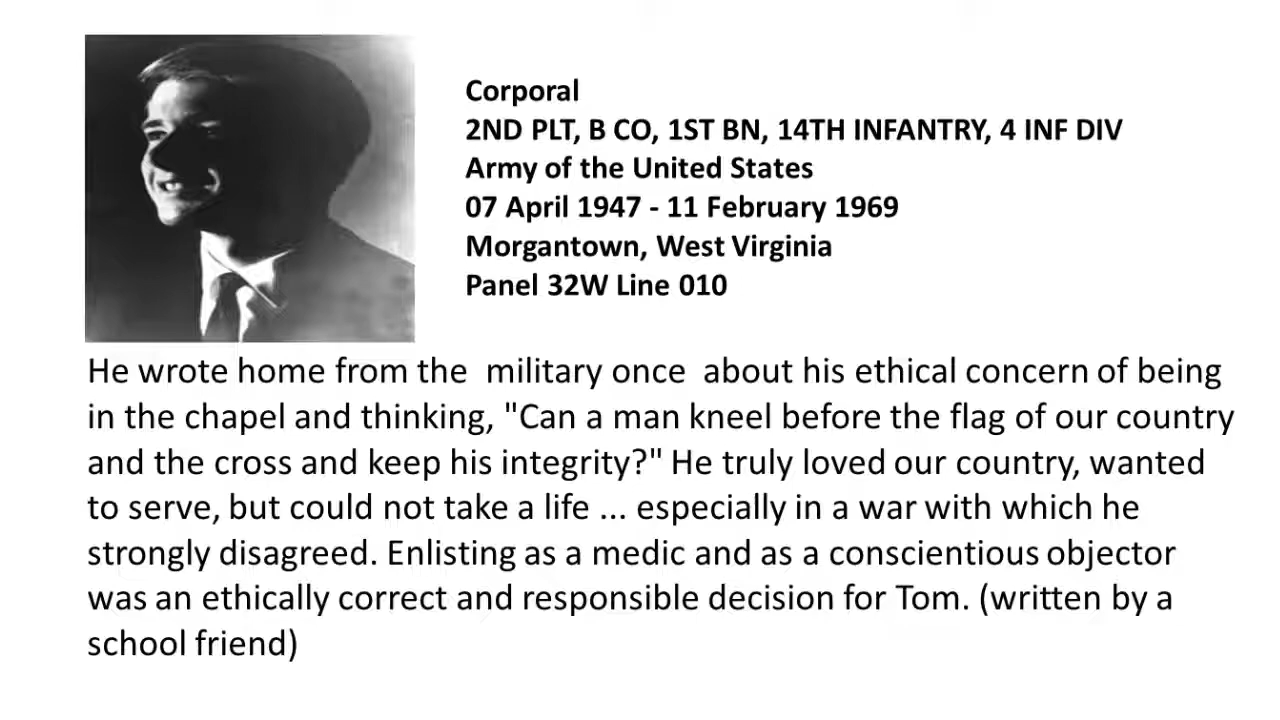 Corporal
2ND PLT, B CO, 1ST BN, 14TH INFANTRY, 4 INF DIV
Army of the United States
07 April 1947 - 11 February 1969
Morgantown, West Virginia
Panel 32W Line 010
He wrote home from the  military once  about his ethical concern of being
in the chapel and thinking, "Can a man kneel before the flag of our country
and the cross and keep his integrity?" He truly loved our country, wanted
to serve, but could not take a life ... especially in a war with which he
strongly disagreed. Enlisting as a medic and as a conscientious objector
was an ethically correct and responsible decision for Tom. (written by a
school friend)